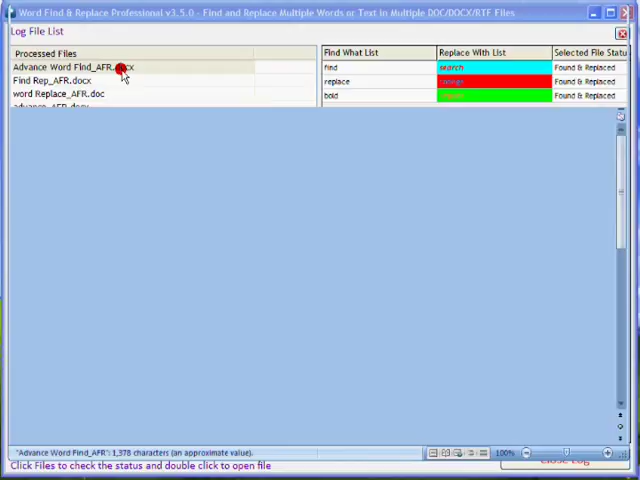 Word Find & Replace Professional v3.5.0 - Find and Replace Multiple Words or Text in Multiple DOC/DOCX/RTF Files
Log File List
Processed Files
Advance Word Find_AFR.docx
Find Rep_AFR.docx
word Replace_AFR.doc
advance_AFR.docx
Find What List Replace With List Selected File Statu
find search Found & Replaced
replace Found & Replaced
bold Found & Replaced
"Advance Word Find_AFR": 1,378 characters (an approximate value).
100%
Click Files to check the status and double click to open file
Close Log